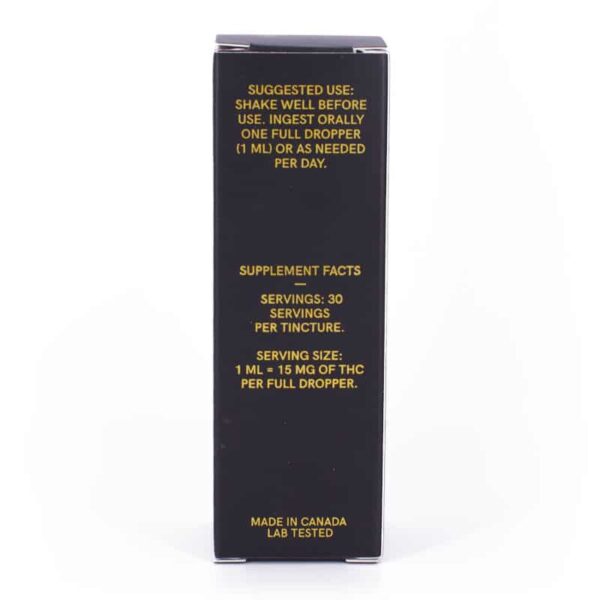 SUGGESTED USE:
SHAKE WELL BEFORE
USE. INGEST ORALLY
ONE FULL DROPPER
(1 ML) OR AS NEEDED
PER DAY.
SUPPLEMENT FACTS
—
SERVINGS: 30
SERVINGS
PER TINCTURE.
SERVING SIZE:
1 ML = 15 MG OF THC
PER FULL DROPPER.
MADE IN CANADA
LAB TESTED